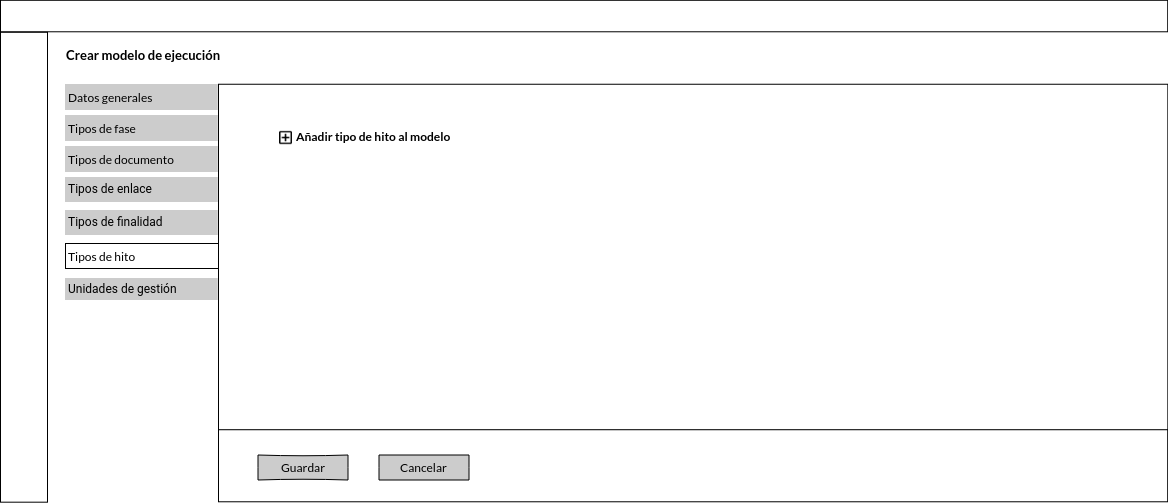 Crear modelo de ejecución
Datos generales
Tipos de fase
Tipos de documento
Tipos de enlace
Tipos de finalidad
Tipos de hito
Unidades de gestión
Añadir tipo de hito al modelo
Guardar
Cancelar